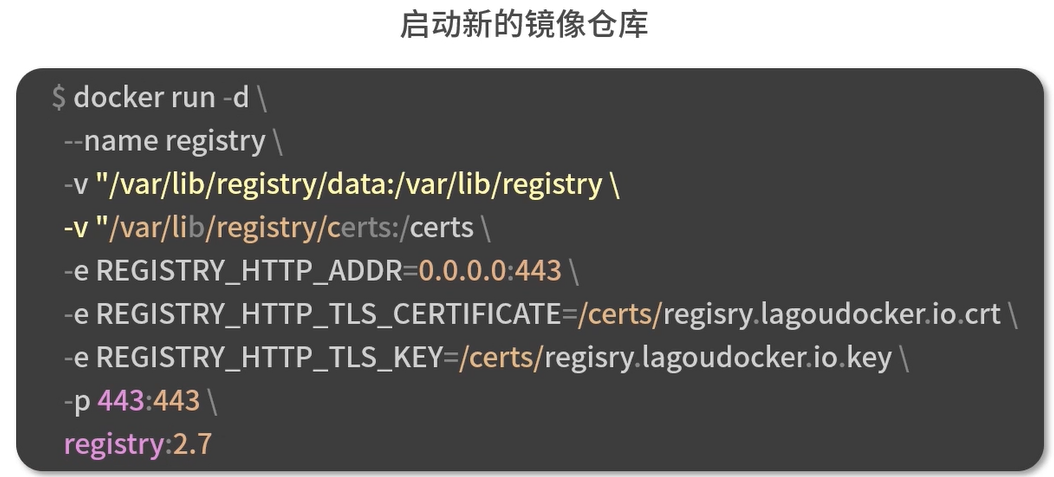 启动新的镜像仓库
$ docker run -d \
--name registry \
-v "/var/lib/registry/data:/var/lib/registry \
-v "/var/lib/registry/certs:/certs \
-e REGISTRY_HTTP_ADDR=0.0.0.0:443 \
-e REGISTRY_HTTP_TLS_CERTIFICATE=/certs/regisry.lagoudocker.io.crt \
-e REGISTRY_HTTP_TLS_KEY=/certs/regisry.lagoudocker.io.key \
-p 443:443 \
registry:2.7